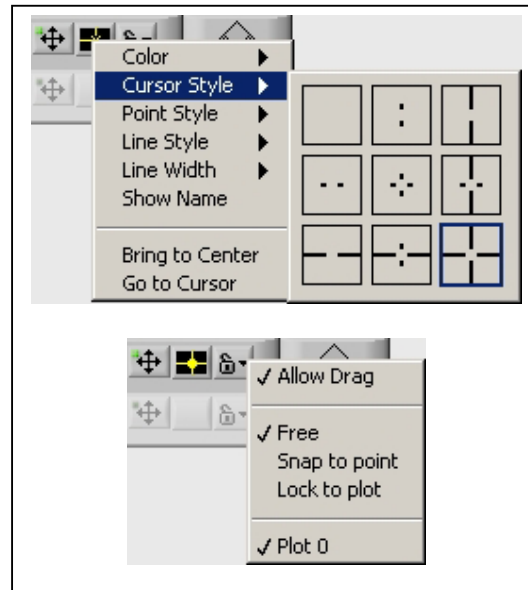 Color
Cursor Style
Point Style
Line Style
Line Width
Show Name
Bring to Center
Go to Cursor
Allow Drag
Free
Snap to point
Lock to plot
Plot 0